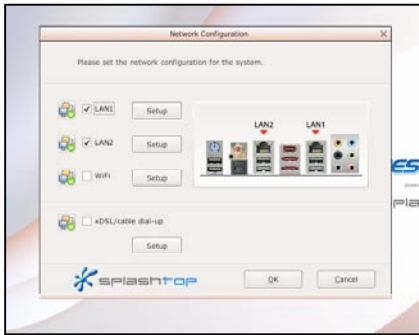 Network Configuration
Please set the network configuration for the system.
LAN1 Setup
LAN2 LAN1
LAN2 Setup
WiFi Setup
xDSL/cable dial-up
Setup
splashtop
OK Cancel